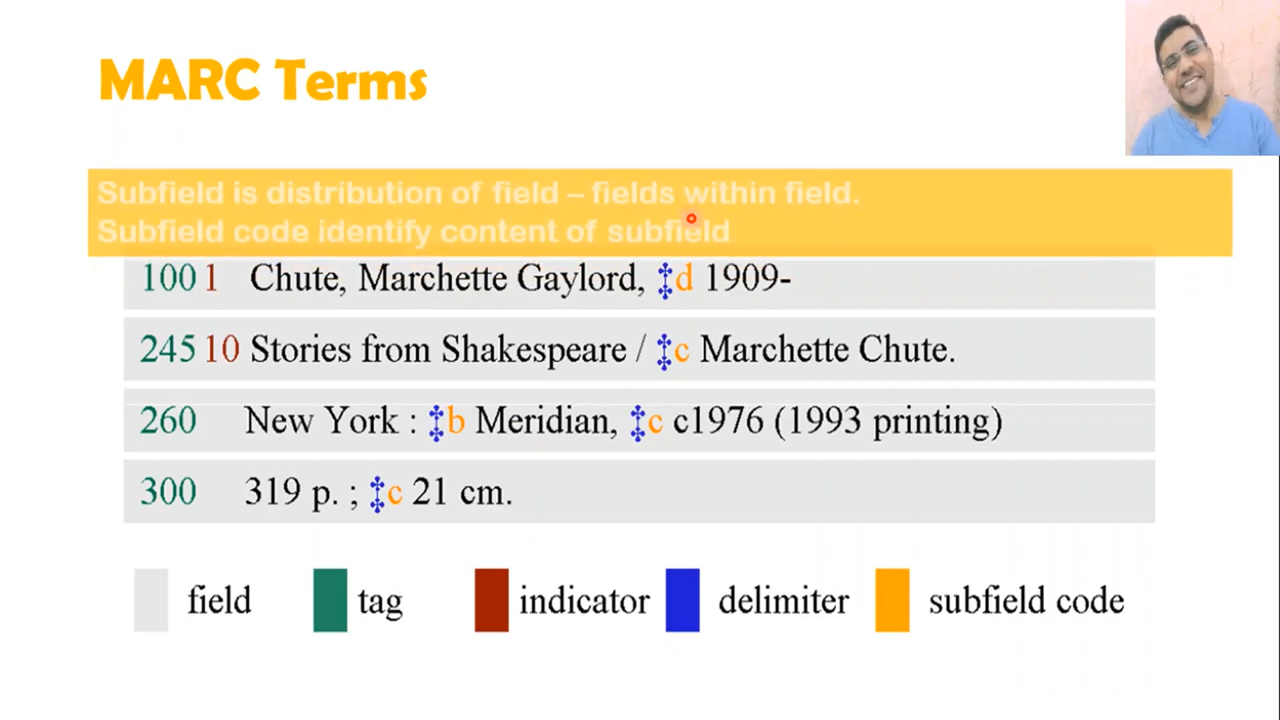 MARC Terms
Subfield is distribution of field – fields within field.
Subfield code identify content of subfield
100 1 Chute, Marchette Gaylord, ‡d 1909-
245 10 Stories from Shakespeare / ‡c Marchette Chute.
260 New York : ‡b Meridian, ‡c c1976 (1993 printing)
300 319 p. ; ‡c 21 cm.
field tag indicator delimiter subfield code